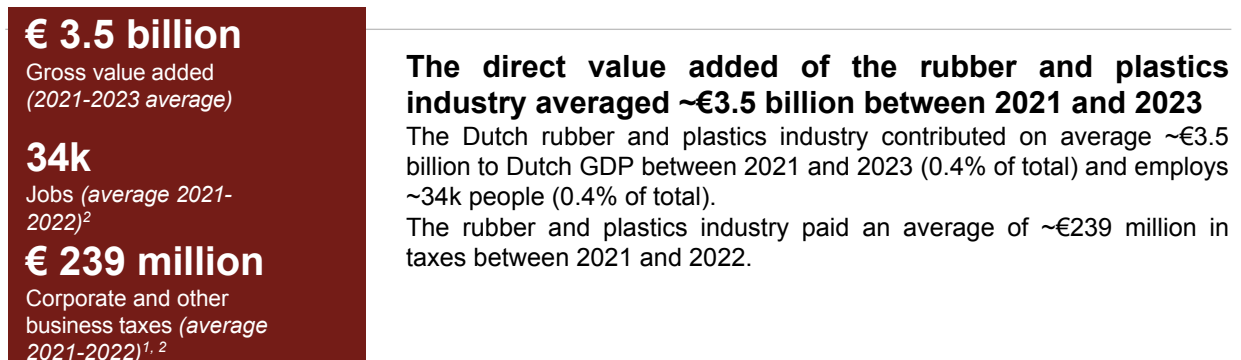 € 3.5 billion
Gross value added
(2021-2023 average)
34k
Jobs (average 2021-
2022)2
€ 239 million
Corporate and other
business taxes (average
2021-2022)1, 2
The direct value added of the rubber and plastics
industry averaged ~€3.5 billion between 2021 and 2023
The Dutch rubber and plastics industry contributed on average ~€3.5
billion to Dutch GDP between 2021 and 2023 (0.4% of total) and employs
~34k people (0.4% of total).
The rubber and plastics industry paid an average of ~€239 million in
taxes between 2021 and 2022.